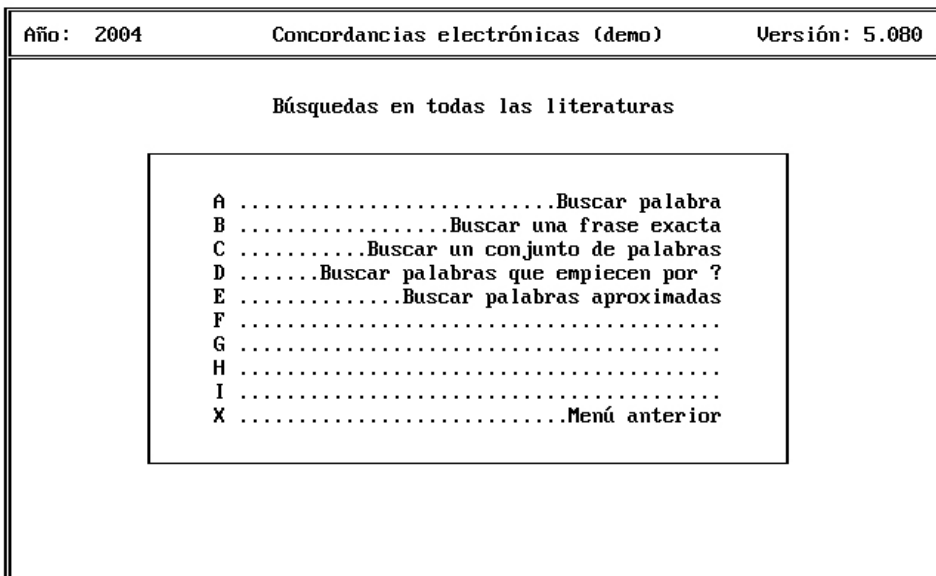 Año: 2004 Concordancias electrónicas (demo) Versión: 5.080
Búsquedas en todas las literaturas
A ...........................Buscar palabra
B ..................Buscar una frase exacta
C ...........Buscar un conjunto de palabras
D .......Buscar palabras que empiecen por ?
E ..............Buscar palabras aproximadas
F .........................................
G .........................................
H .........................................
I .........................................
X ............................Menú anterior